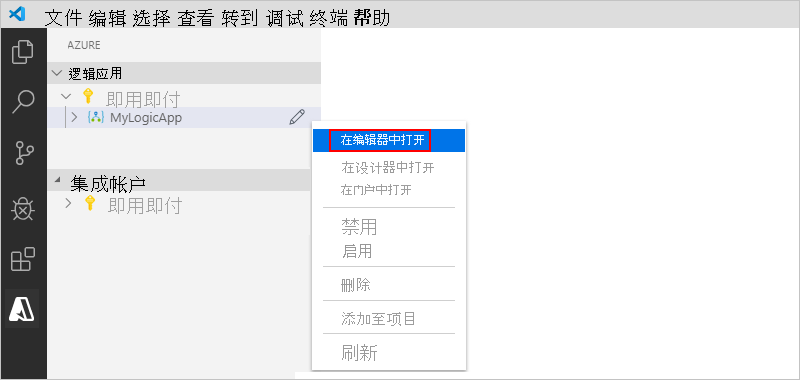 文件 编辑 选择 查看 转到 调试 终端 帮助
AZURE
逻辑应用
即用即付
MyLogicApp
集成帐户
即用即付
在编辑器中打开
在设计器中打开
在门户中打开
禁用
启用
删除
添加至项目
刷新